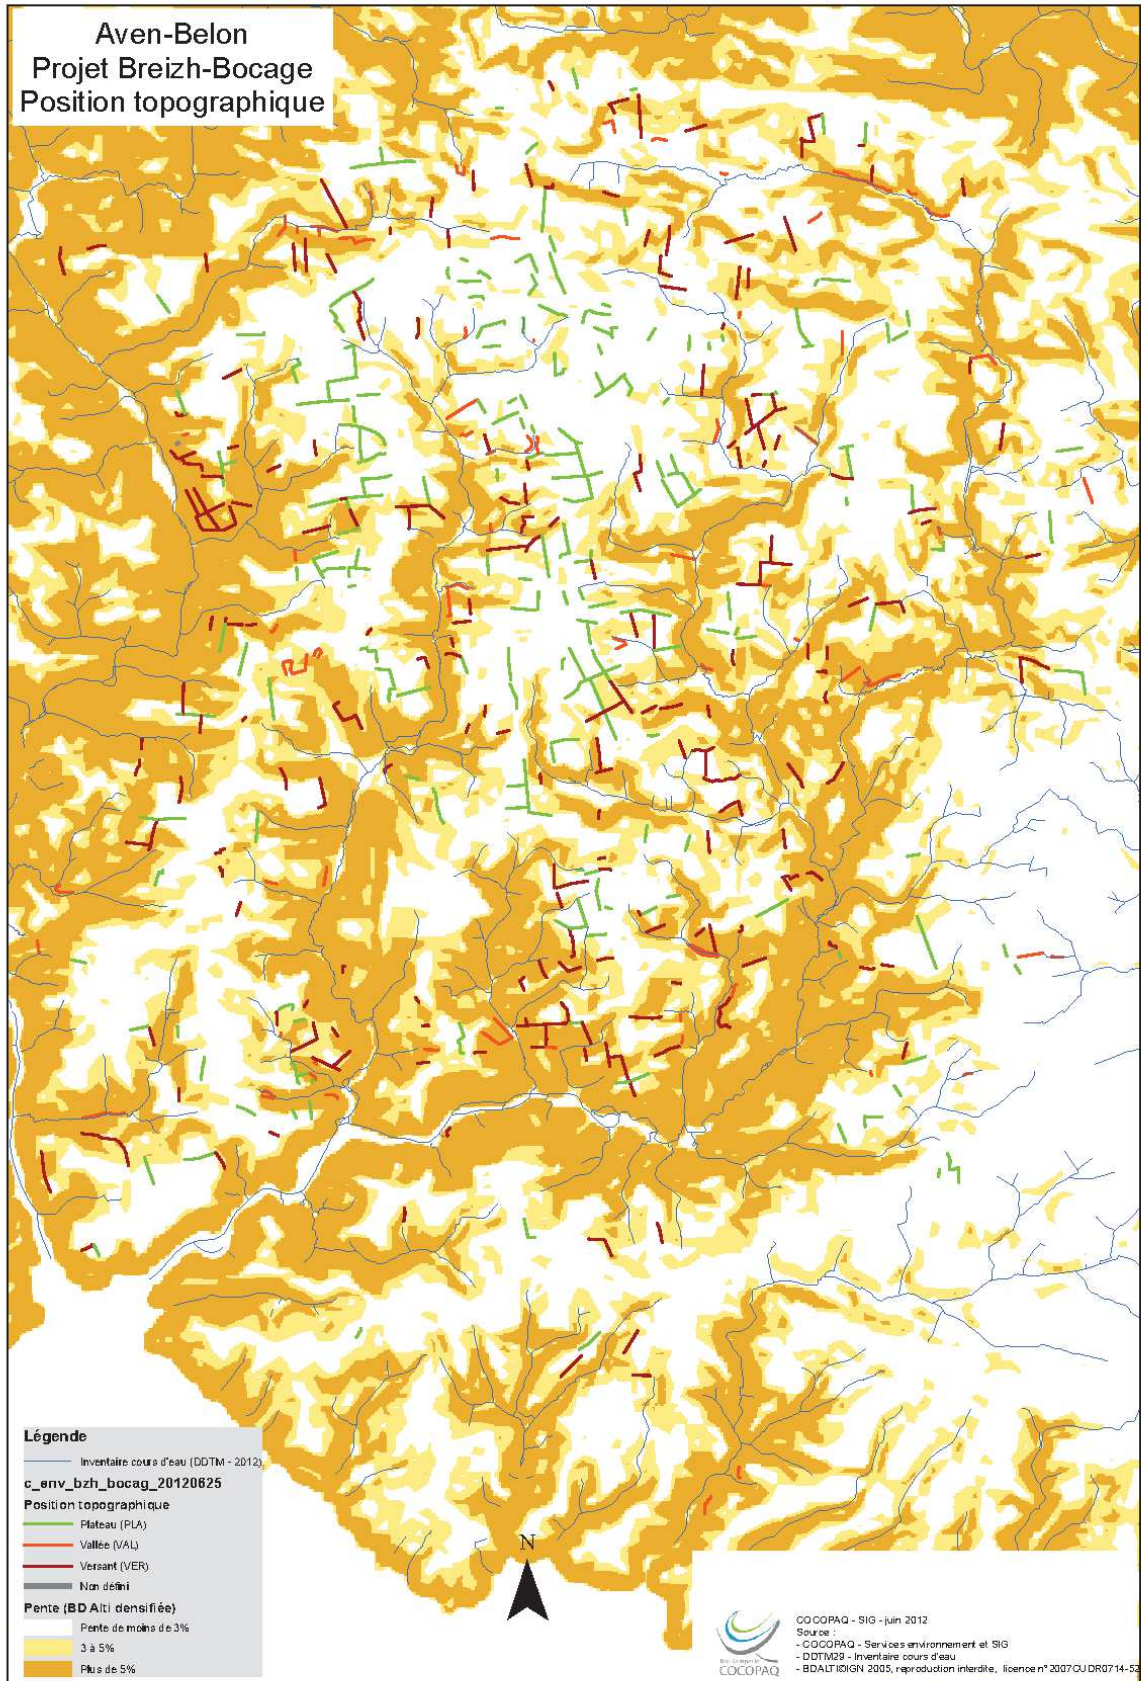 Aven-Belon
Projet Breizh-Bocage
Position topographique
Légende
Inventaire cours d'eau (DDTM - 2012)
c_env_bzh_bocag_20120625
Position topographique
Plateau (PLA)
Vallée (VAL)
Versant (VER)
Non défini
Pente (BD Alti densifiée)
Pente de moins de 3%
3 à 5%
Plus de 5%
N
COCOPAQ
COCOPAQ - SIG - juin 2012
Source :
- COCOPAQ - Services environnement et SIG
- DDTM29 - Inventaire cours d'eau
- BDALTI©IGN 2005, reproduction interdite, licence n° 2007CUDR0714-52